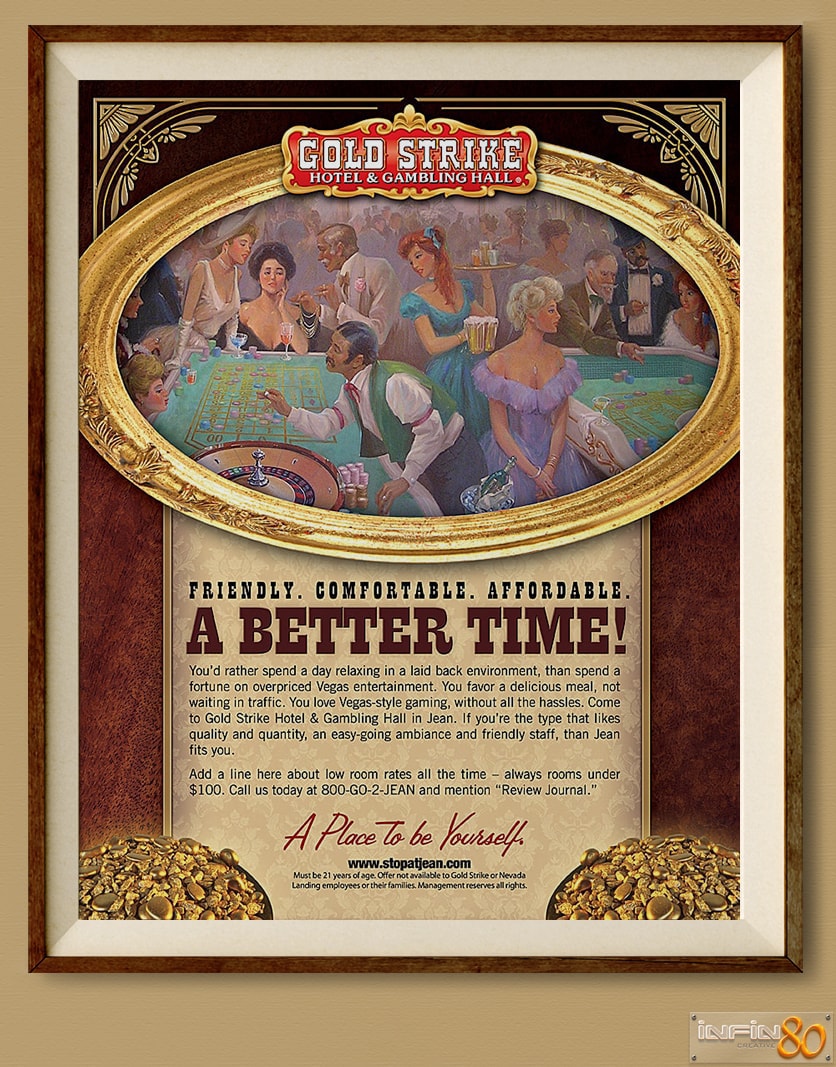 GOLD STRIKE
HOTEL & GAMBLING HALL®
FRIENDLY. COMFORTABLE. AFFORDABLE.
A BETTER TIME!
You'd rather spend a day relaxing in a laid back environment, than spend a
fortune on overpriced Vegas entertainment. You favor a delicious meal, not
waiting in traffic. You love Vegas-style gaming, without all the hassles. Come
to Gold Strike Hotel & Gambling Hall in Jean. If you're the type that likes
quality and quantity, an easy-going ambiance and friendly staff, than Jean
fits you.
Add a line here about low room rates all the time – always rooms under
$100. Call us today at 800-GO-2-JEAN and mention “Review Journal.”
A Place To be Yourself.
www.stopatjean.com
Must be 21 years of age. Offer not available to Gold Strike or Nevada
Landing employees or their families. Management reserves all rights.
INFIN80
CREATIVE